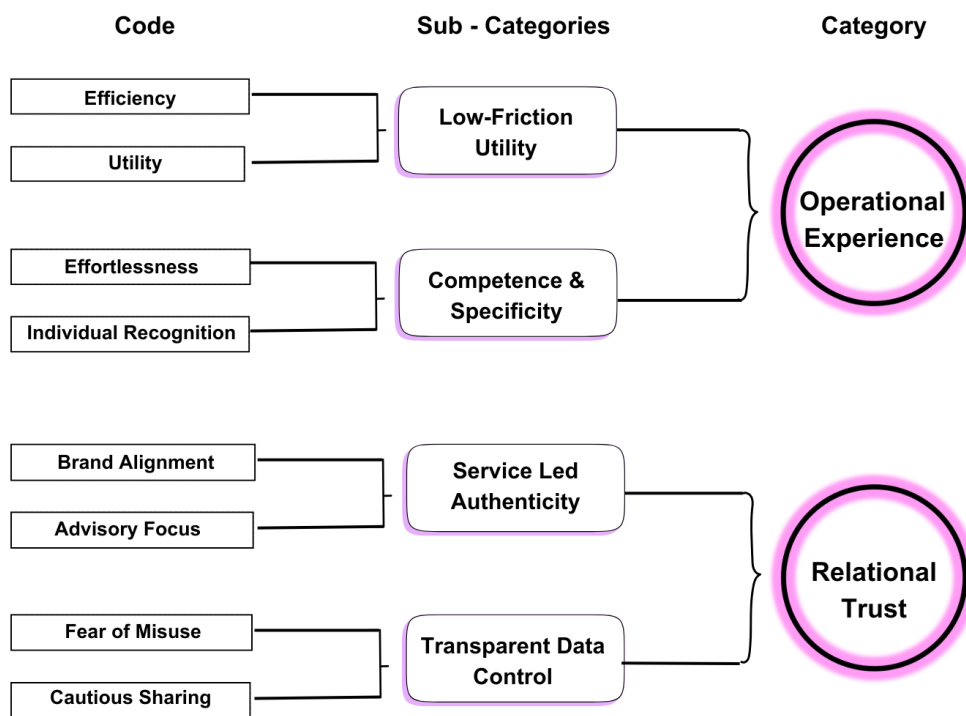 Code
Sub - Categories
Category
Efficiency
Utility
Low-Friction
Utility
Effortlessness
Individual Recognition
Competence &
Specificity
Operational
Experience
Brand Alignment
Advisory Focus
Service Led
Authenticity
Fear of Misuse
Cautious Sharing
Transparent Data
Control
Relational
Trust